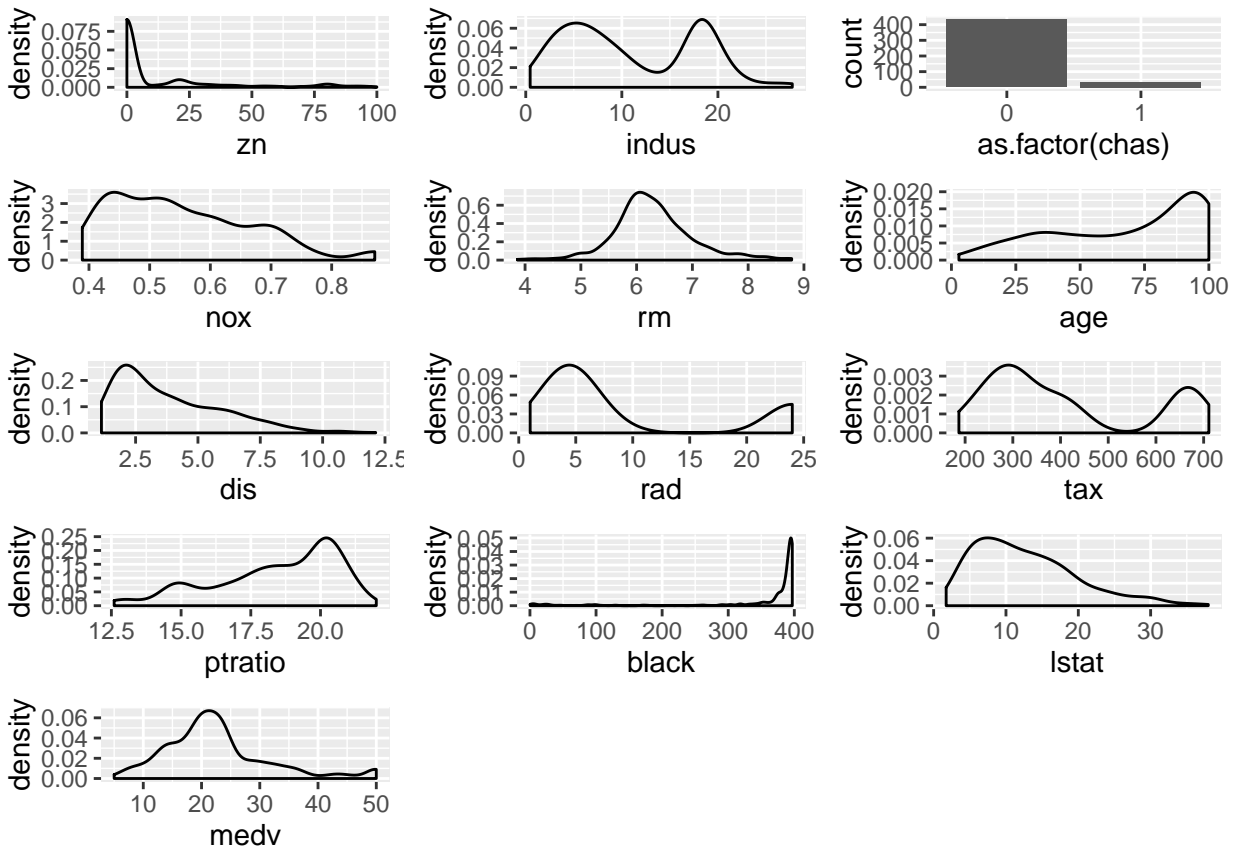 density
0.075
0.050
0.025
0.000
0 25 50 75 100
zn
density
0.06
0.04
0.02
0.00
0 10 20
indus
count
400
300
200
100
0
0 1
as.factor(chas)
density
3
2
1
0
0.4 0.5 0.6 0.7 0.8
nox
density
0.6
0.4
0.2
0.0
4 5 6 7 8 9
rm
density
0.020
0.015
0.010
0.005
0.000
0 25 50 75 100
age
density
0.2
0.1
0.0
2.5 5.0 7.5 10.0 12.5
dis
density
0.09
0.06
0.03
0.00
0 5 10 15 20 25
rad
density
0.003
0.002
0.001
0.000
200 300 400 500 600 700
tax
density
0.25
0.20
0.15
0.10
0.05
0.00
12.5 15.0 17.5 20.0
ptratio
density
0.05
0.04
0.03
0.02
0.01
0.00
0 100 200 300 400
black
density
0.06
0.04
0.02
0.00
0 10 20 30
lstat
density
0.06
0.04
0.02
0.00
10 20 30 40 50
medv